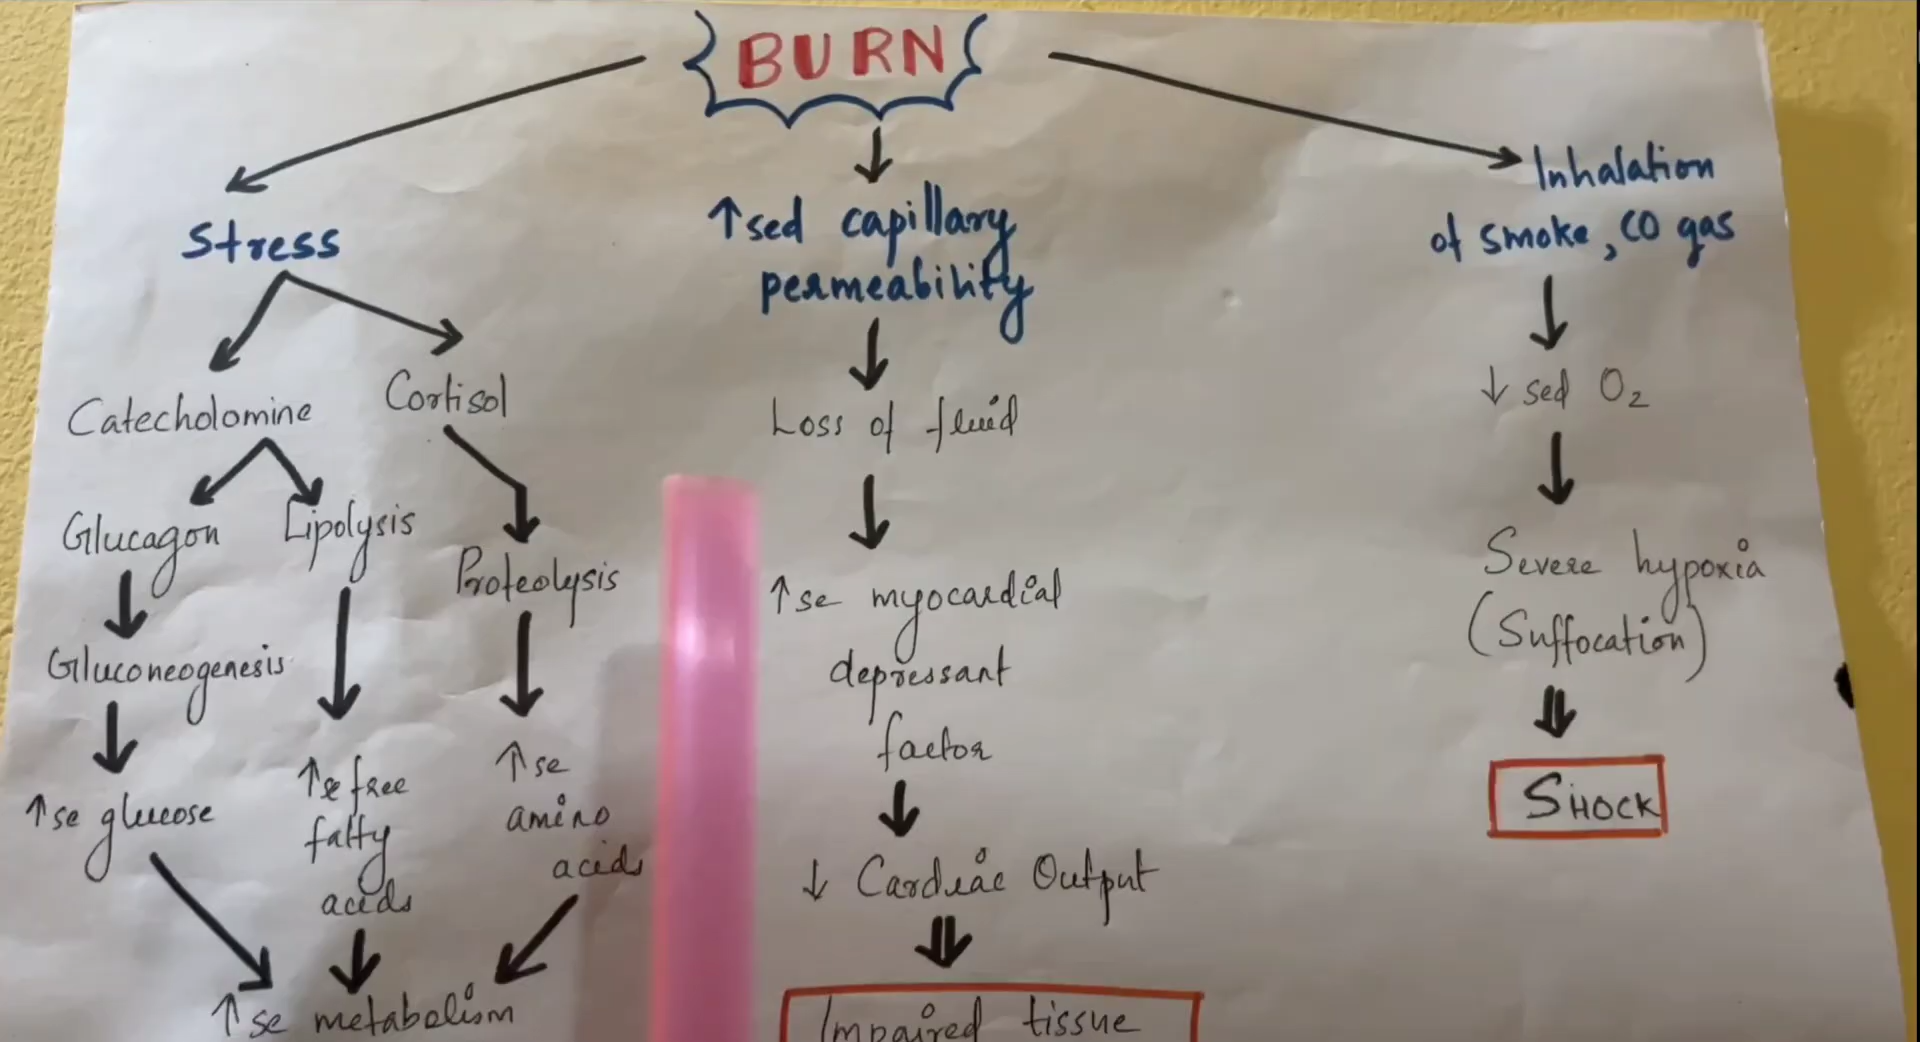 BURN
Stress
Catecholomine
Cortisol
Glucagon
Lipolysis
Proteolysis
Gluconeogenesis
↑se glucose
↑se free
fatty
acids
↑se
amino
acids
↑se metabolism
↑sed capillary
permeability
Loss of fluid
↑se myocardial
depressant
factor
↓ Cardiac Output
Impaired tissue
Inhalation
of smoke, CO gas
↓ sed O₂
Severe hypoxia
(Suffocation)
SHOCK